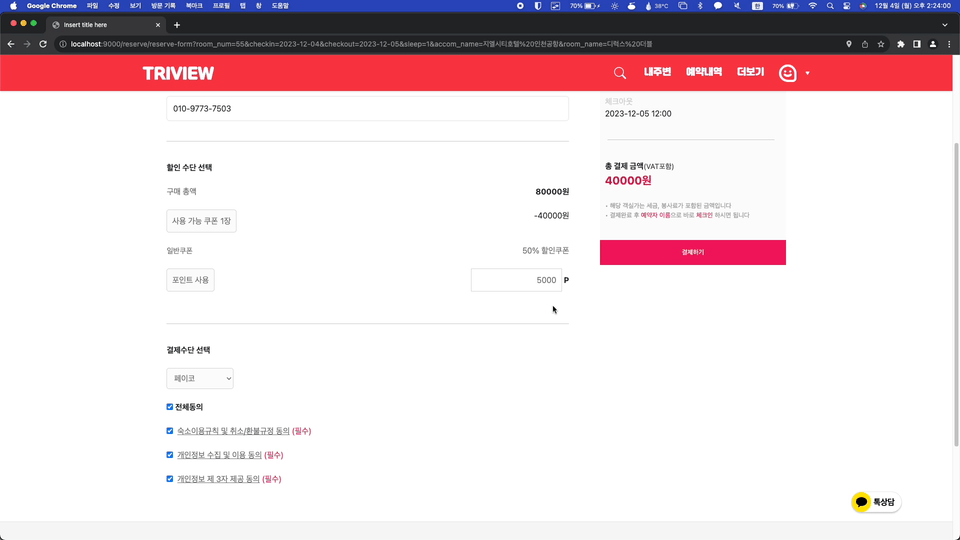 Google Chrome 파일 수정 보기 방문 기록 북마크 프로필 탭 창 도움말
70% 38°C 한 70% 12월 4일 (월) 오후 2:24:00
Insert title here
localhost:9000/reserve/reserve-form?room_num=55&checkin=2023-12-04&checkout=2023-12-05&sleep=1&accom_name=지엘시티호텔%20인천공항&room_name=디럭스%20더블
TRIVIEW
내주변 예약내역 더보기
010-9773-7503
체크아웃
2023-12-05 12:00
할인 수단 선택
구매 총액 80000원
사용 가능 쿠폰 1장 -40000원
일반쿠폰 50% 할인쿠폰
포인트 사용 5000 P
총 결제 금액(VAT포함)
40000원
• 해당 객실가는 세금, 봉사료가 포함된 금액입니다
• 결제완료 후 예약자 이름으로 바로 체크인 하시면 됩니다
결제하기
결제수단 선택
페이코
전체동의
숙소이용규칙 및 취소/환불규정 동의 (필수)
개인정보 수집 및 이용 동의 (필수)
개인정보 제 3자 제공 동의 (필수)
톡상담